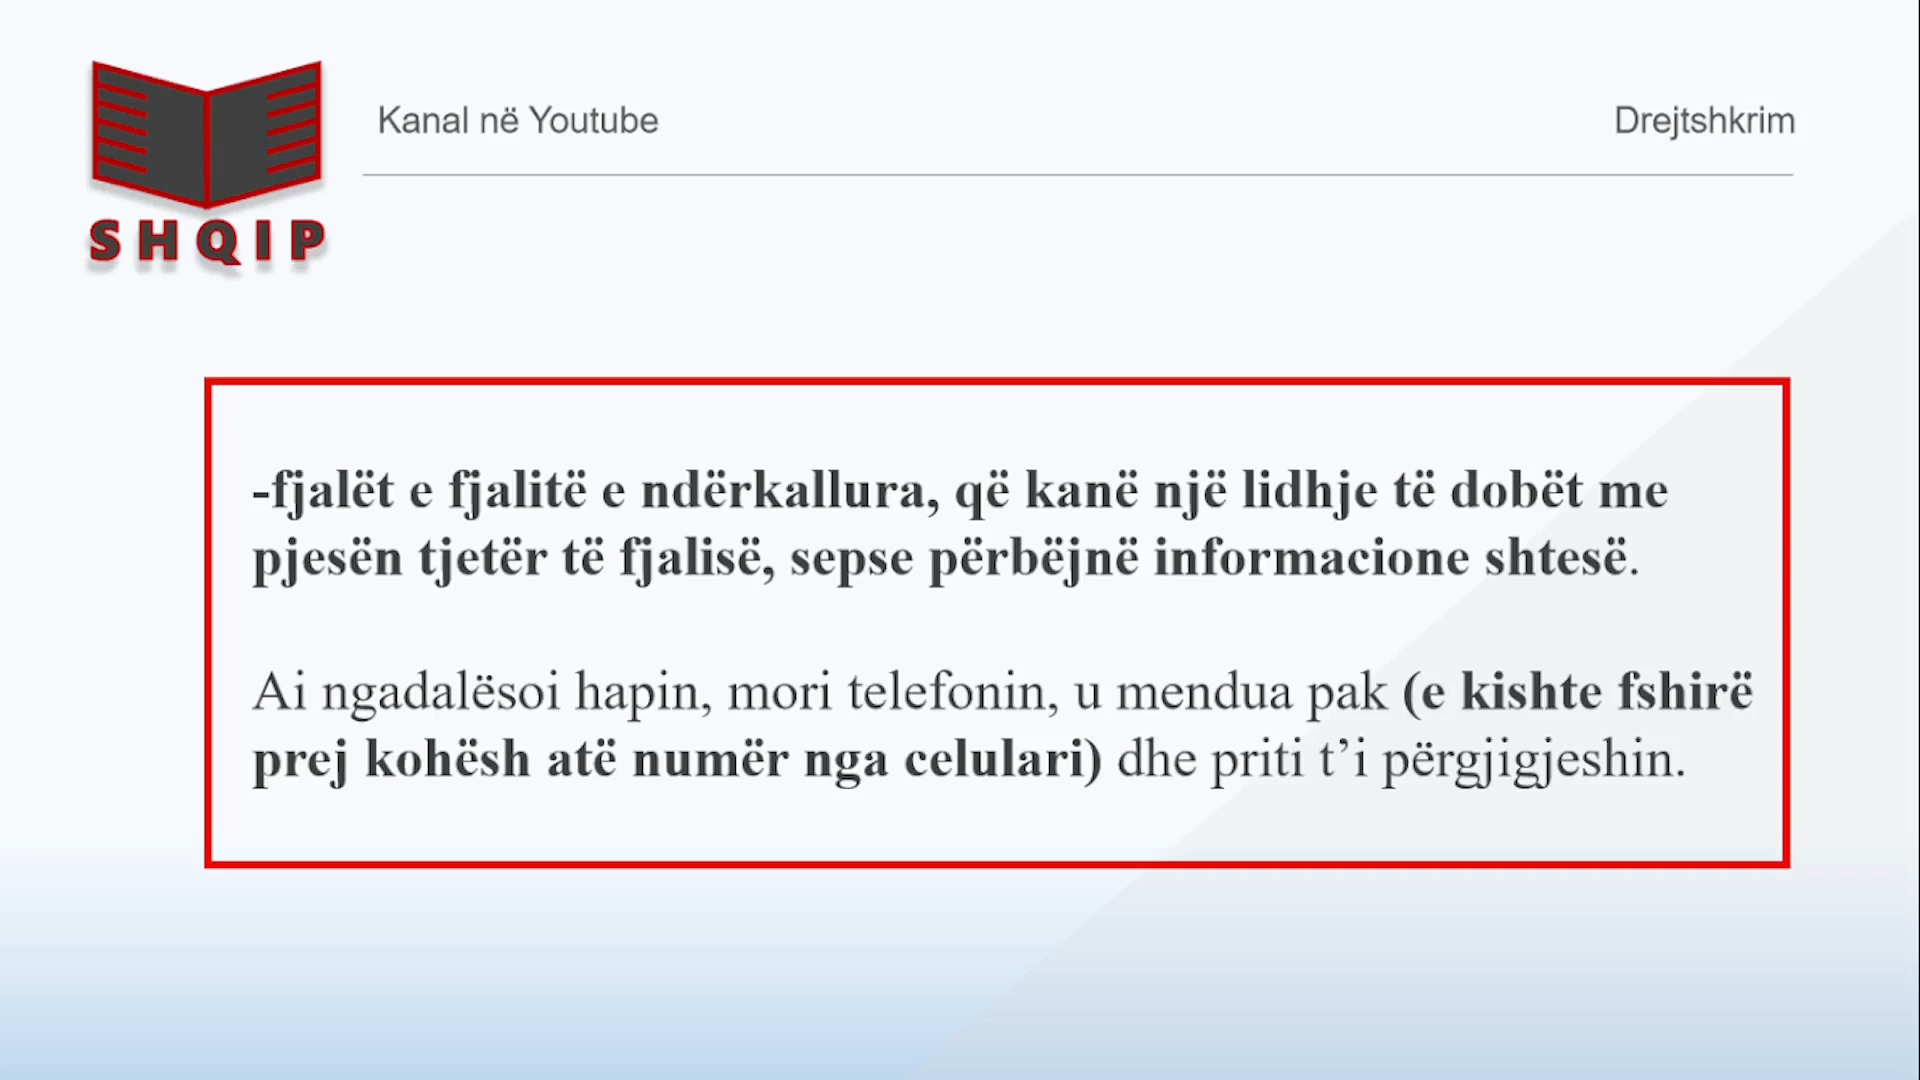 Kanal në Youtube
Drejtshkrim
SHQIP
-fjalët e fjalitë e ndërkallura, që kanë një lidhje të dobët me
pjesën tjetër të fjalisë, sepse përbëjnë informacione shtesë.
Ai ngadalësoi hapin, mori telefonin, u mendua pak (e kishte fshirë
prej kohësh atë numër nga celulari) dhe priti t’i përgjigjeshin.